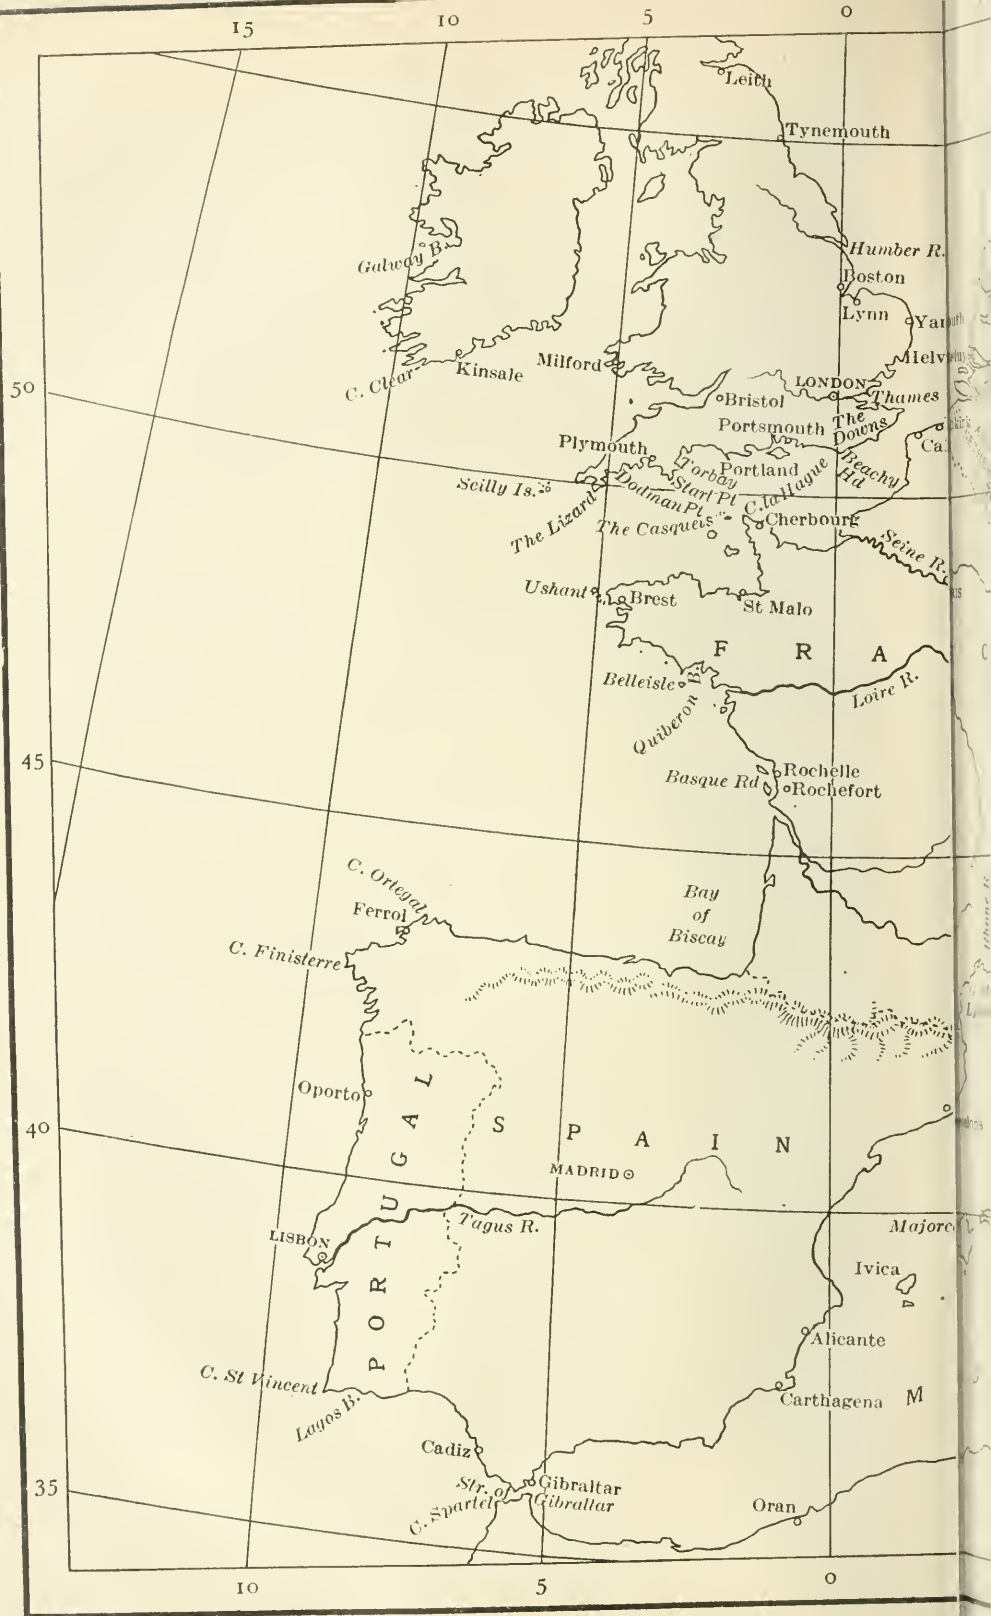 15
10
5
0
Leith
Tynemouth
Humber R.
Galway B.
Boston
Lynn
C. Clear
Kinsale
Milford
50
LONDON
Thames
Bristol
Portsmouth
The
Downs
Plymouth
Torbay
Portland
Beachy
Hd
Scilly Is.
Start Pt
Dodman Pt
C. la Hague
The Lizard
The Casquets
Cherbourg
Seine R.
Ushant
Brest
St Malo
F R A
Belleisle
Loire R.
Quiberon B.
45
Rochelle
Basque Rd
Rochefort
C. Ortegal
Ferrol
Bay
of
Biscay
C. Finisterre
Oporto
PORTUGAL
40
S P A I N
MADRID
Tagus R.
LISBON
Ivica
Alicante
C. St Vincent
Lagos B.
Carthagena
M
Cadiz
35
Str. of
Gibraltar
Gibraltar
C. Spartel
Oran
10
5
0